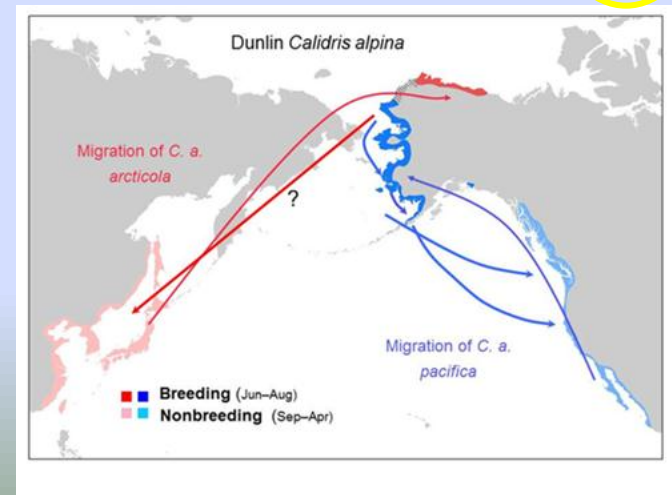 Dunlin Calidris alpina
Migration of C. a.
arcticola
?
Migration of C. a.
pacifica
Breeding (Jun–Aug)
Nonbreeding (Sep–Apr)